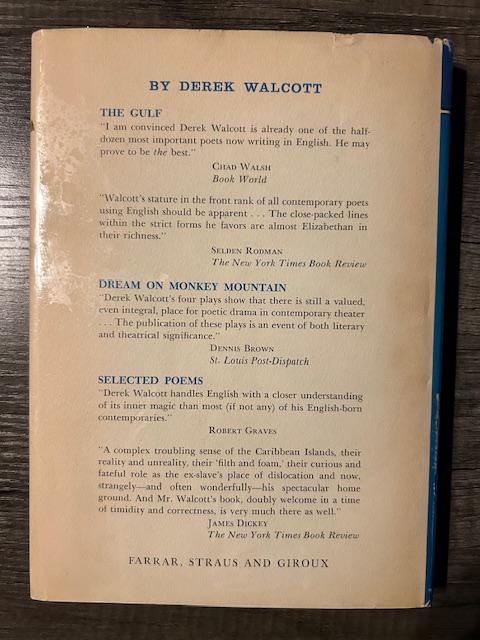 BY DEREK WALCOTT
THE GULF
"I am convinced Derek Walcott is already one of the half-
dozen most important poets now writing in English. He may
prove to be the best."
CHAD WALSH
Book World
"Walcott's stature in the front rank of all contemporary poets
using English should be apparent . . . The close-packed lines
within the strict forms he favors are almost Elizabethan in
their richness."
SELDEN RODMAN
The New York Times Book Review
DREAM ON MONKEY MOUNTAIN
"Derek Walcott's four plays show that there is still a valued,
even integral, place for poetic drama in contemporary theater
. . . The publication of these plays is an event of both literary
and theatrical significance."
DENNIS BROWN
St. Louis Post-Dispatch
SELECTED POEMS
"Derek Walcott handles English with a closer understanding
of its inner magic than most (if not any) of his English-born
contemporaries."
ROBERT GRAVES
"A complex troubling sense of the Caribbean Islands, their
reality and unreality, their 'filth and foam,' their curious and
fateful role as the ex-slave's place of dislocation and now,
strangely—and often wonderfully—his spectacular home
ground. And Mr. Walcott's book, doubly welcome in a time
of timidity and correctness, is very much there as well."
JAMES DICKEY
The New York Times Book Review
FARRAR, STRAUS AND GIROUX